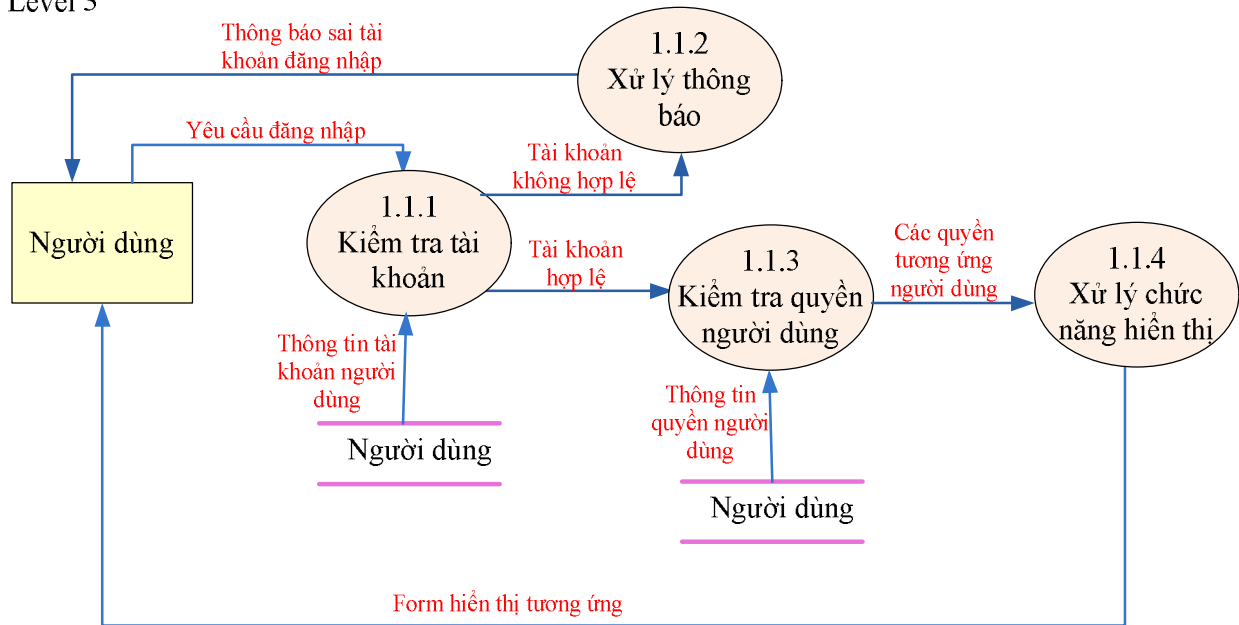 Level 3
Thông báo sai tài
khoản đăng nhập
1.1.2
Xử lý thông
báo
Yêu cầu đăng nhập
Tài khoản
không hợp lệ
Người dùng
1.1.1
Kiểm tra tài
khoản
Tài khoản
hợp lệ
1.1.3
Kiểm tra quyền
người dùng
Các quyền
tương ứng
người dùng
1.1.4
Xử lý chức
năng hiển thị
Thông tin tài
khoản người
dùng
Người dùng
Thông tin
quyền người
dùng
Người dùng
Form hiển thị tương ứng